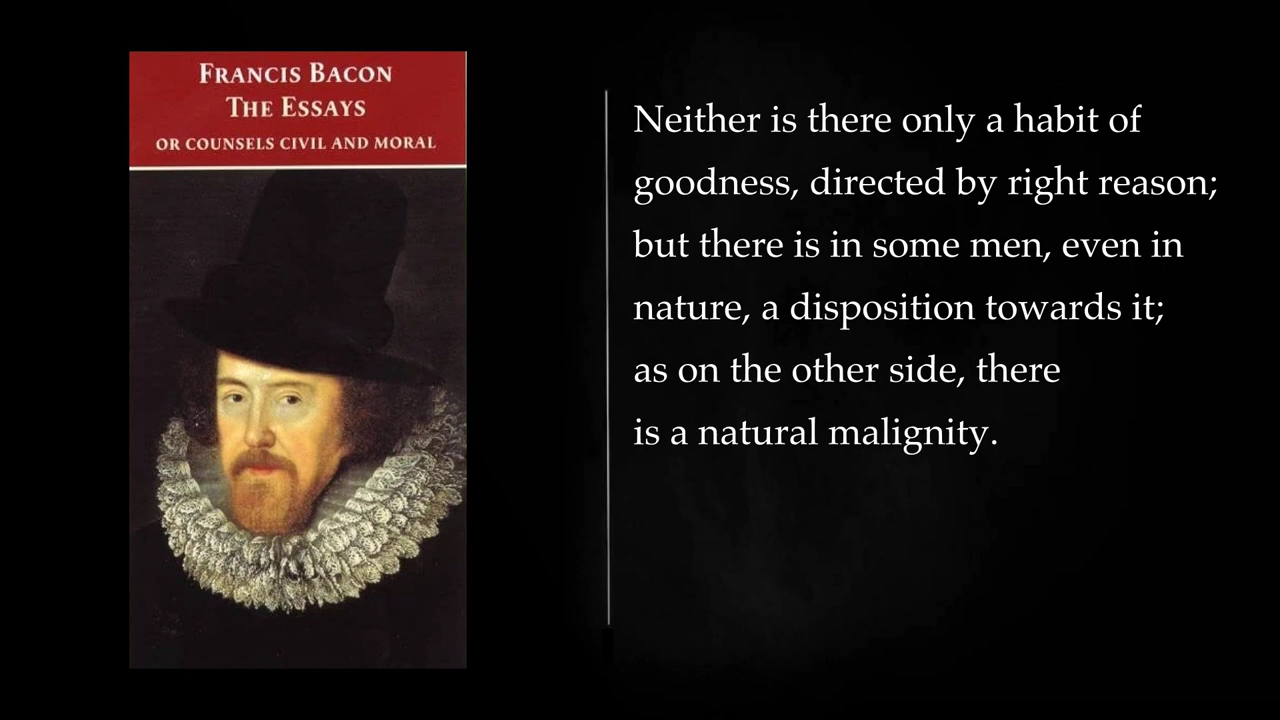 FRANCIS BACON
THE ESSAYS
OR COUNSELS CIVIL AND MORAL
Neither is there only a habit of
goodness, directed by right reason;
but there is in some men, even in
nature, a disposition towards it;
as on the other side, there
is a natural malignity.